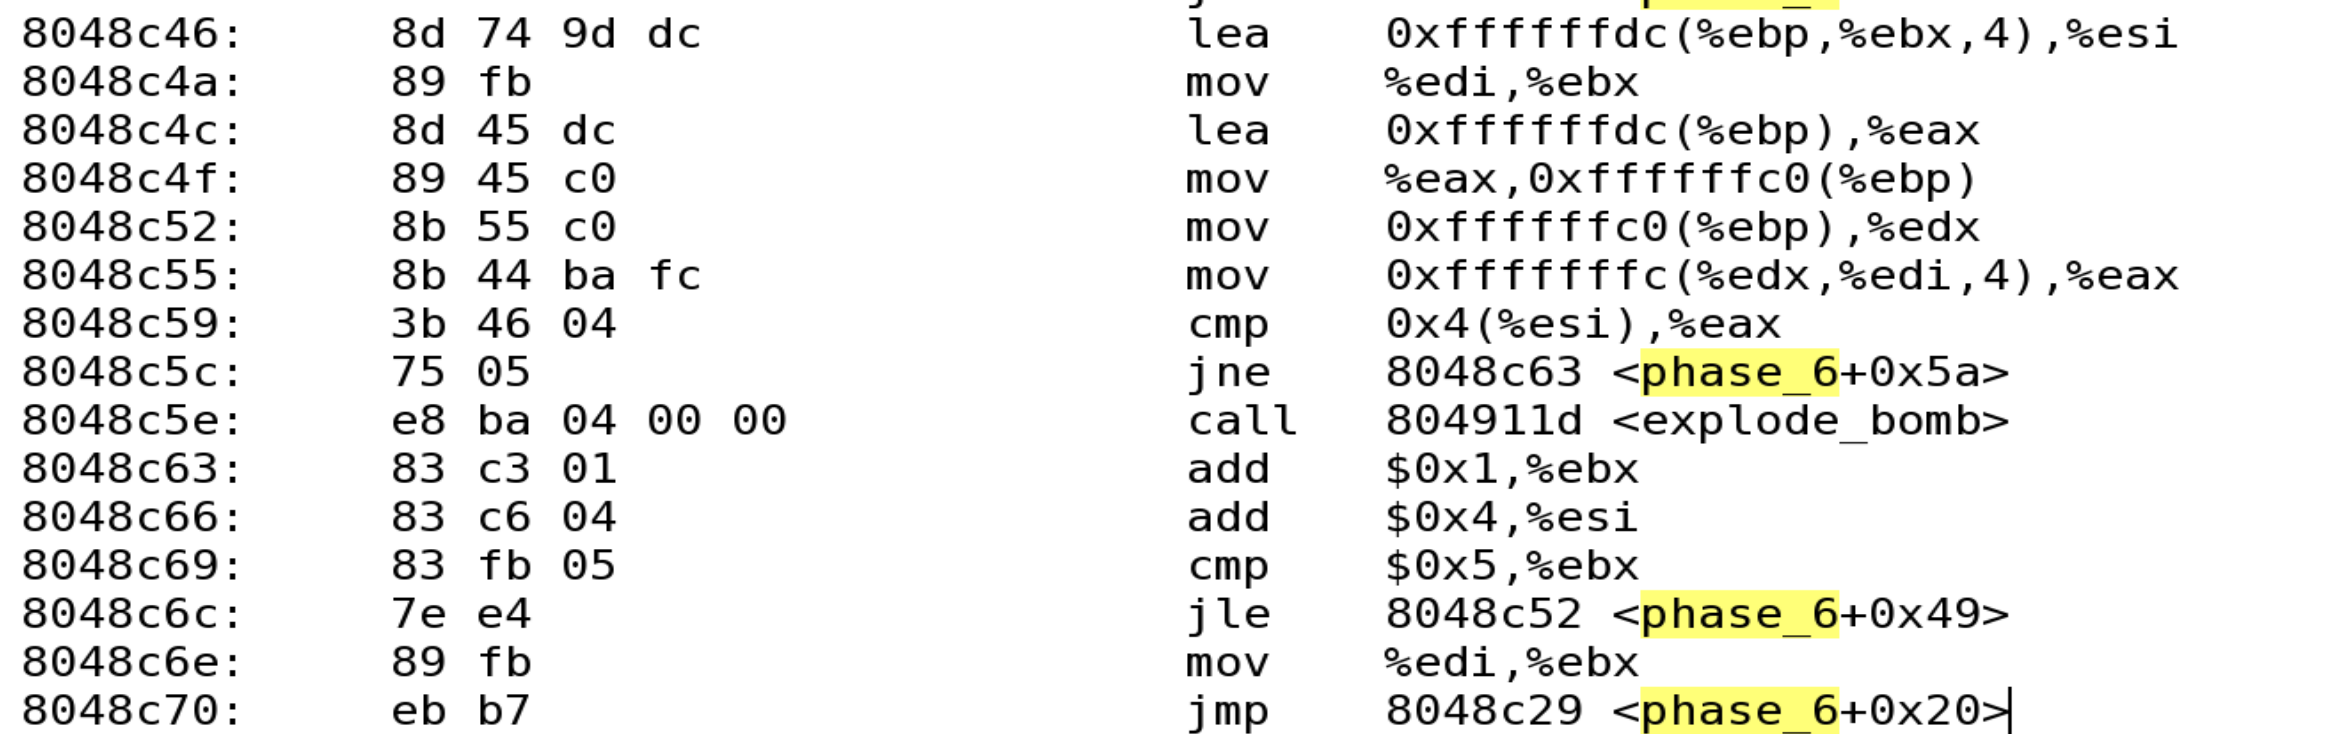 8048c46: 8d 74 9d dc lea 0xffffffdc(%ebp,%ebx,4),%esi
8048c4a: 89 fb mov %edi,%ebx
8048c4c: 8d 45 dc lea 0xffffffdc(%ebp),%eax
8048c4f: 89 45 c0 mov %eax,0xffffffc0(%ebp)
8048c52: 8b 55 c0 mov 0xffffffc0(%ebp),%edx
8048c55: 8b 44 ba fc mov 0xfffffffc(%edx,%edi,4),%eax
8048c59: 3b 46 04 cmp 0x4(%esi),%eax
8048c5c: 75 05 jne 8048c63 <phase_6+0x5a>
8048c5e: e8 ba 04 00 00 call 804911d <explode_bomb>
8048c63: 83 c3 01 add $0x1,%ebx
8048c66: 83 c6 04 add $0x4,%esi
8048c69: 83 fb 05 cmp $0x5,%ebx
8048c6c: 7e e4 jle 8048c52 <phase_6+0x49>
8048c6e: 89 fb mov %edi,%ebx
8048c70: eb b7 jmp 8048c29 <phase_6+0x20>